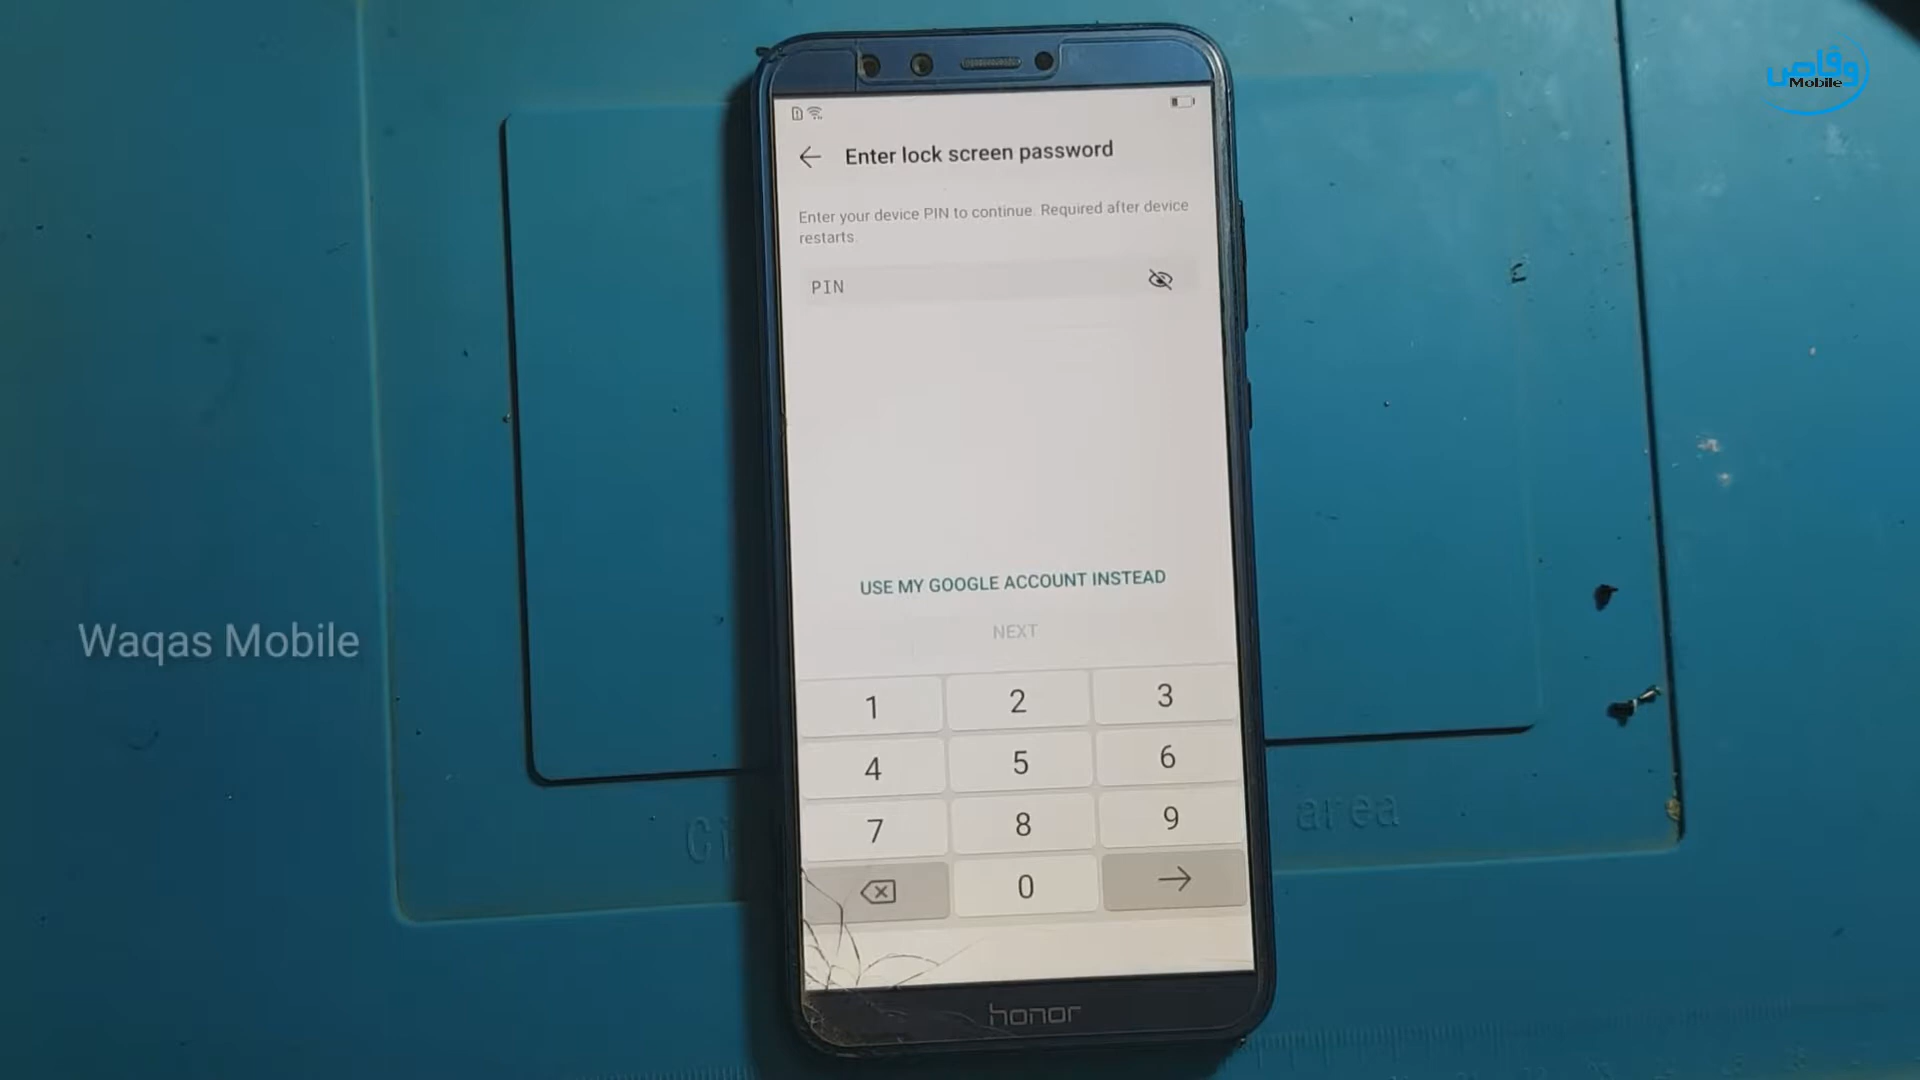 وقاص
Mobile
Enter lock screen password
Enter your device PIN to continue. Required after device
restarts.
PIN
USE MY GOOGLE ACCOUNT INSTEAD
NEXT
1 2 3
4 5 6
7 8 9
0
honor
Waqas Mobile
area